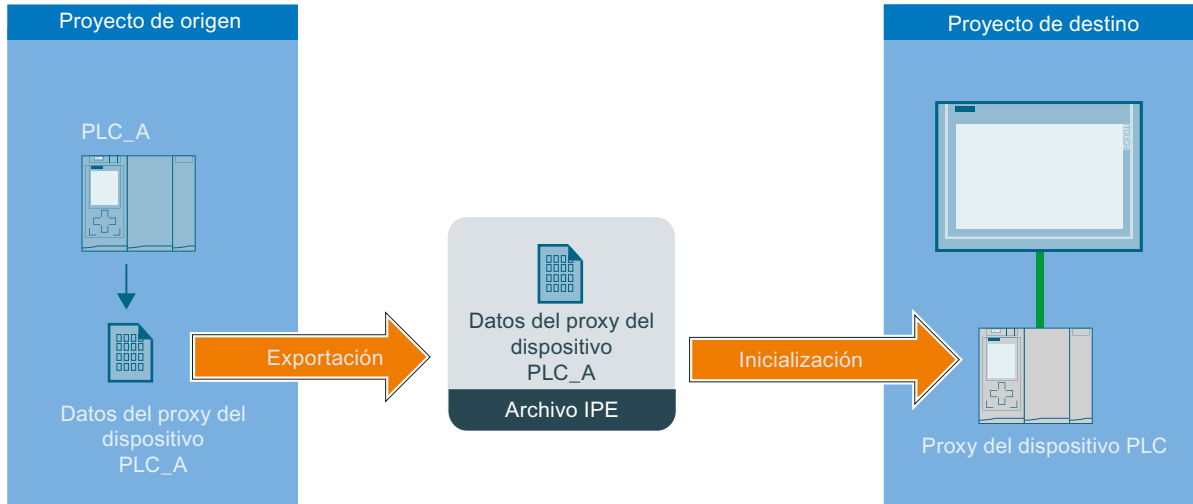 Proyecto de origen
PLC_A
Datos del proxy del
dispositivo
PLC_A
Exportación
Datos del proxy del
dispositivo
PLC_A
Archivo IPE
Inicialización
Proyecto de destino
TOUCH
Proxy del dispositivo PLC